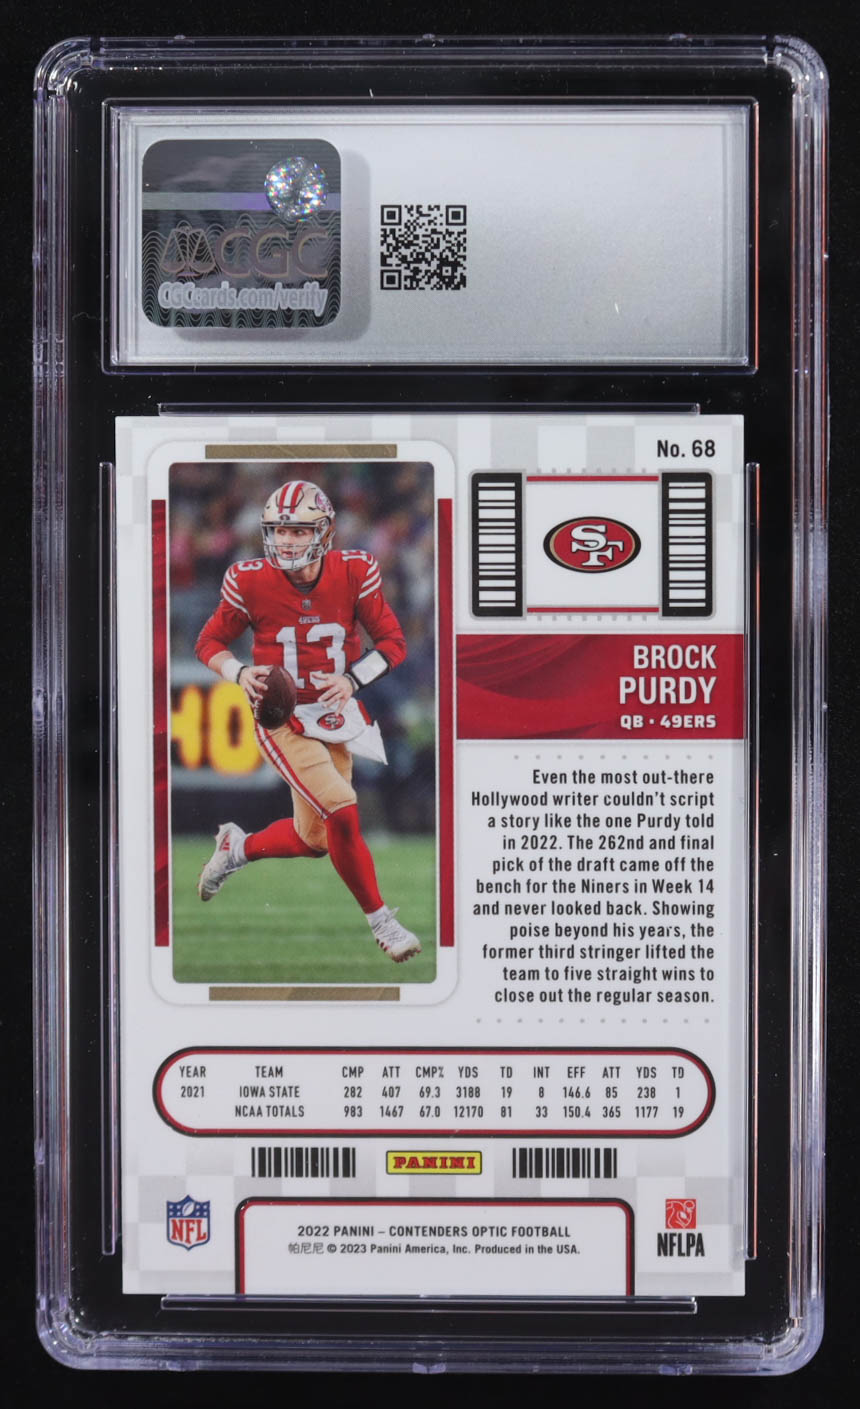 CGC
CGCcards.com/verify
No. 68
SF
BROCK
PURDY
QB · 49ERS
13
13
49ERS
SF
Even the most out-there
Hollywood writer couldn't script
a story like the one Purdy told
in 2022. The 262nd and final
pick of the draft came off the
bench for the Niners in Week 14
and never looked back. Showing
poise beyond his years, the
former third stringer lifted the
team to five straight wins to
close out the regular season.
YEAR TEAM CMP ATT CMP% YDS TD INT EFF ATT YDS TD
2021 IOWA STATE 282 407 69.3 3188 19 8 146.6 85 238 1
NCAA TOTALS 983 1467 67.0 12170 81 33 150.4 365 1177 19
PANINI
NFL
2022 PANINI – CONTENDERS OPTIC FOOTBALL
帕尼尼 © 2023 Panini America, Inc. Produced in the USA.
NFLPA